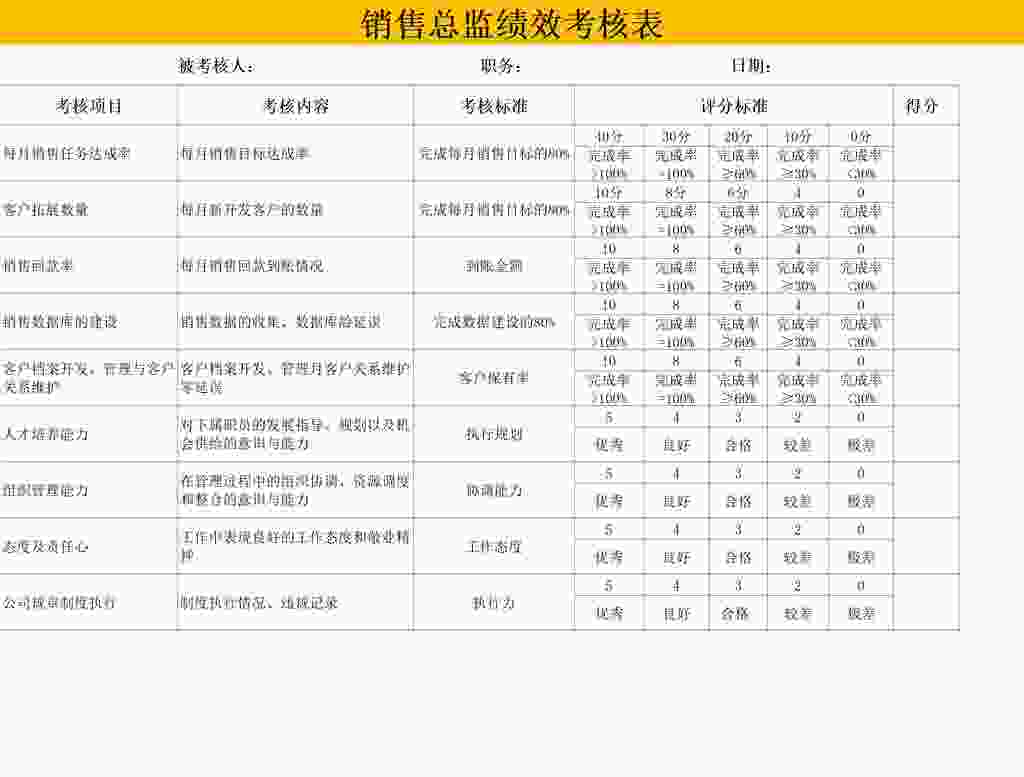 销售总监绩效考核表
被考核人： 职务： 日期：
考核项目 考核内容 考核标准 评分标准 得分
40分 30分 20分 10分 0分
每月销售任务达成率 每月销售目标达成率 完成每月销售目标的80%
完成率 完成率 完成率 完成率 完成率
>100% =100% ≥60% ≥30% <30%
10分 8分 6分 4 0
客户拓展数量 每月新开发客户的数量 完成每月销售目标的80%
完成率 完成率 完成率 完成率 完成率
>100% =100% ≥60% ≥30% <30%
10 8 6 4 0
销售回款率 每月销售回款到账情况 到账金额
完成率 完成率 完成率 完成率 完成率
>100% =100% ≥60% ≥30% <30%
10 8 6 4 0
销售数据库的建设 销售数据的收集、数据库给延误 完成数据建设的80%
完成率 完成率 完成率 完成率 完成率
>100% =100% ≥60% ≥30% <30%
10 8 6 4 0
客户档案开发、管理与客户 客户档案开发、管理月客户关系维护
关系维护 零延误 客户保有率
完成率 完成率 完成率 完成率 完成率
>100% =100% ≥60% ≥30% <30%
5 4 3 2 0
人才培养能力 对下属职员的发展指导、规划以及机
会供给的意识与能力 执行规划
优秀 良好 合格 较差 极差
5 4 3 2 0
组织管理能力 在管理过程中的组织协调、资源调度
和整合的意识与能力 协调能力
优秀 良好 合格 较差 极差
5 4 3 2 0
态度及责任心 工作中表现良好的工作态度和敬业精
神 工作态度
优秀 良好 合格 较差 极差
5 4 3 2 0
公司规章制度执行 制度执行情况、违规记录 执行力
优秀 良好 合格 较差 极差